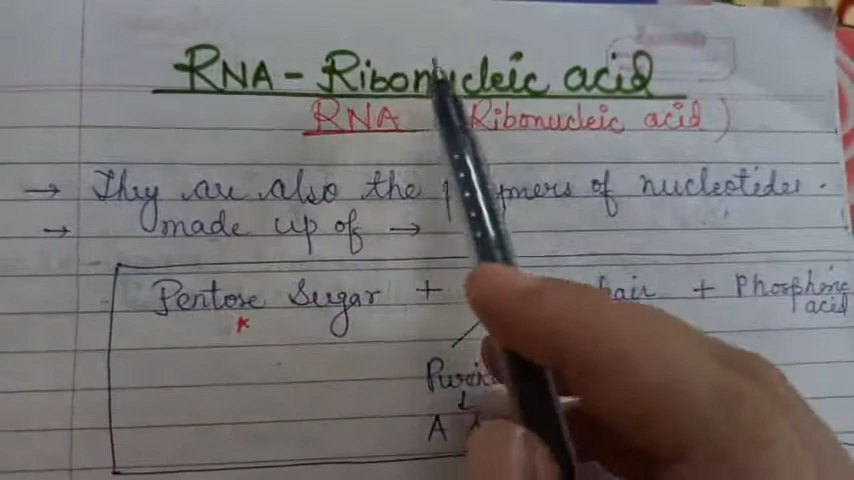 RNA - Ribonucleic acid
RNA Ribonucleic acid )
→ They are also the of nucleotides.
→ made up of →
Pentose Sugar + + Phosphoric acid
A